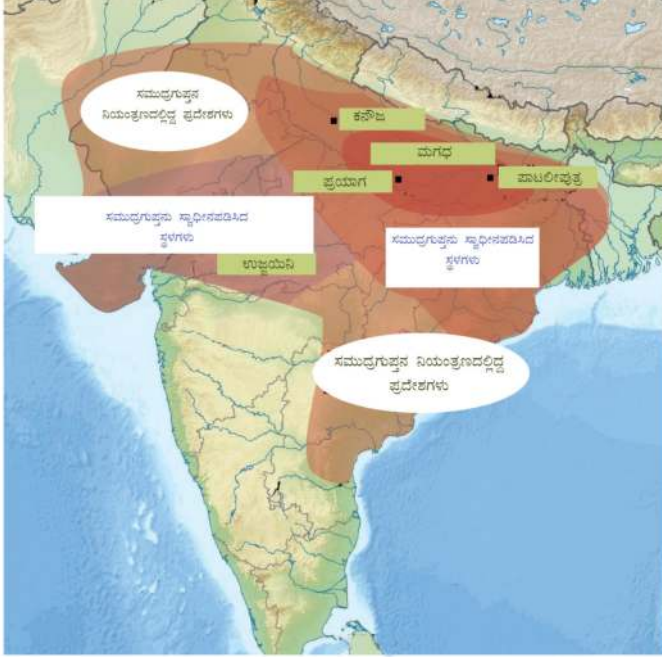 ಸಮುದ್ರಗುಪ್ತನ
ನಿಯಂತ್ರಣದಲ್ಲಿದ್ದ ಪ್ರದೇಶಗಳು
ಕನೌಜ
ಮಗಧ
ಪ್ರಯಾಗ
ಪಾಟಲೀಪುತ್ರ
ಸಮುದ್ರಗುಪ್ತನು ಸ್ವಾಧೀನಪಡಿಸಿದ
ಸ್ಥಳಗಳು
ಸಮುದ್ರಗುಪ್ತನು ಸ್ವಾಧೀನಪಡಿಸಿದ
ಸ್ಥಳಗಳು
ಉಜ್ಜಯಿನಿ
ಸಮುದ್ರಗುಪ್ತನ ನಿಯಂತ್ರಣದಲ್ಲಿದ್ದ
ಪ್ರದೇಶಗಳು